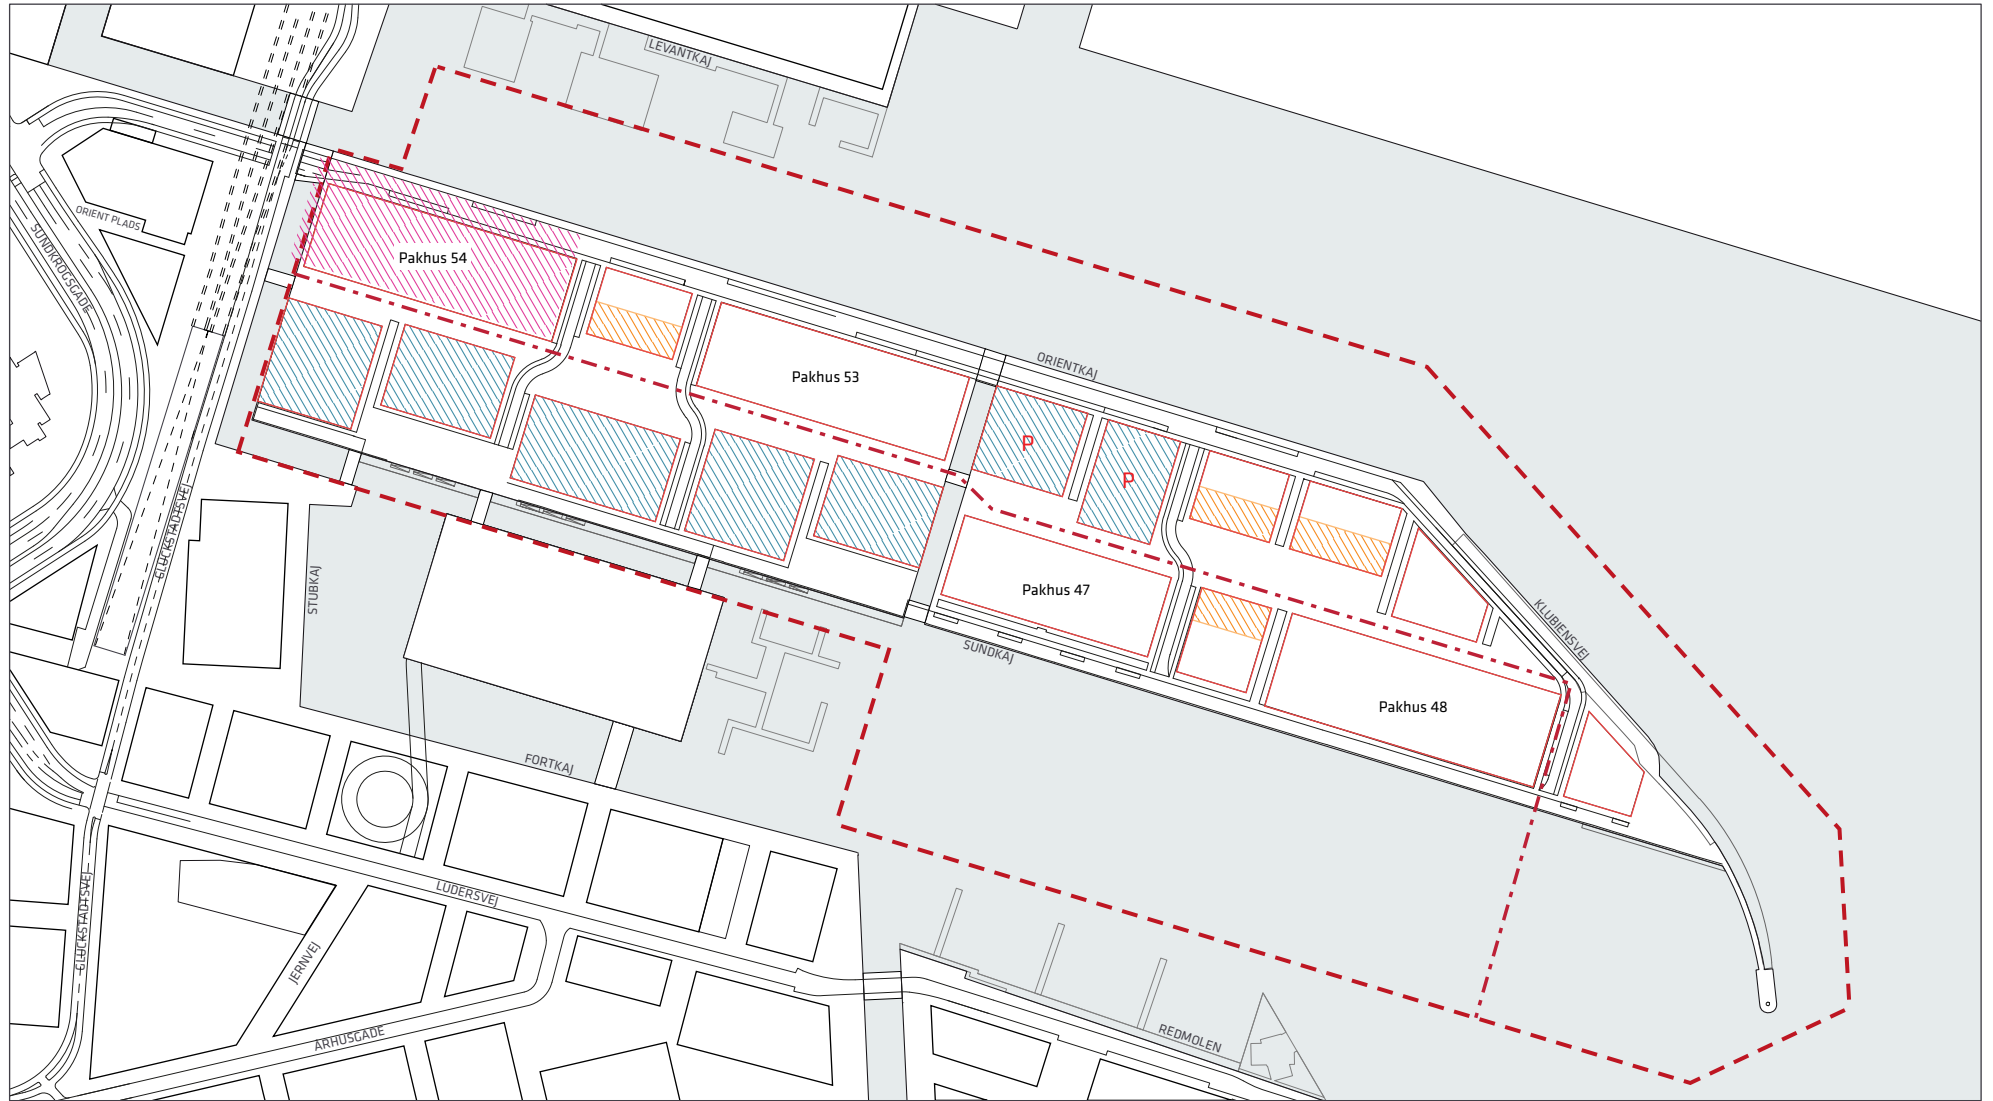 LEVANTKAJ
ORIENT PLADS
SUNDKROGSGADE
Pakhus 54
Pakhus 53
ORIENTKAJ
P
P
GLÜCKSTADTSVEJ
STUBKAJ
Pakhus 47
SUNDKAJ
KLUBIENSVEJ
Pakhus 48
FORTKAJ
LÜDERSVEJ
GLÜCKSTADTSVEJ
JERNVEJ
ÅRHUSGADE
REDMOLEN